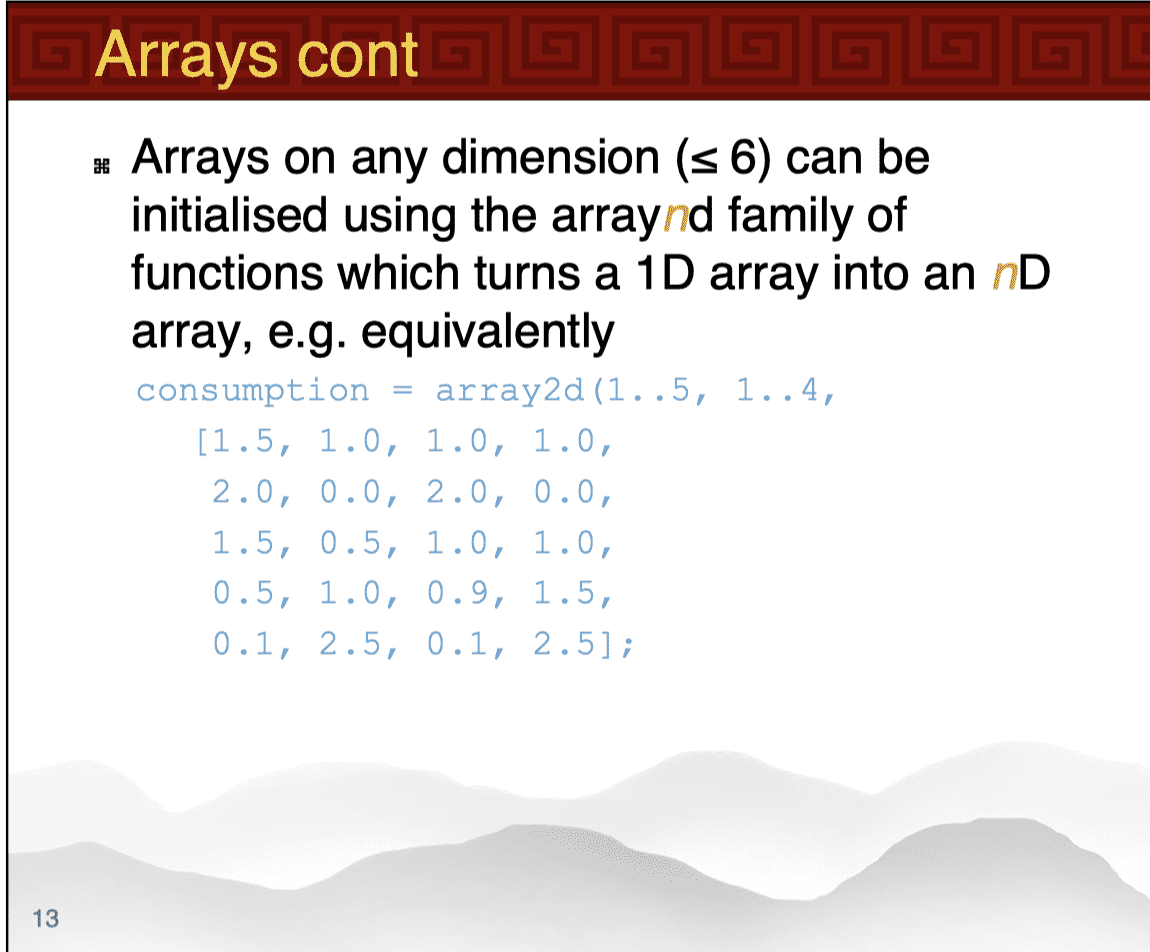 Arrays cont
⌘ Arrays on any dimension (≤ 6) can be
initialised using the arraynd family of
functions which turns a 1D array into an nD
array, e.g. equivalently
consumption = array2d(1..5, 1..4,
[1.5, 1.0, 1.0, 1.0,
2.0, 0.0, 2.0, 0.0,
1.5, 0.5, 1.0, 1.0,
0.5, 1.0, 0.9, 1.5,
0.1, 2.5, 0.1, 2.5];
13